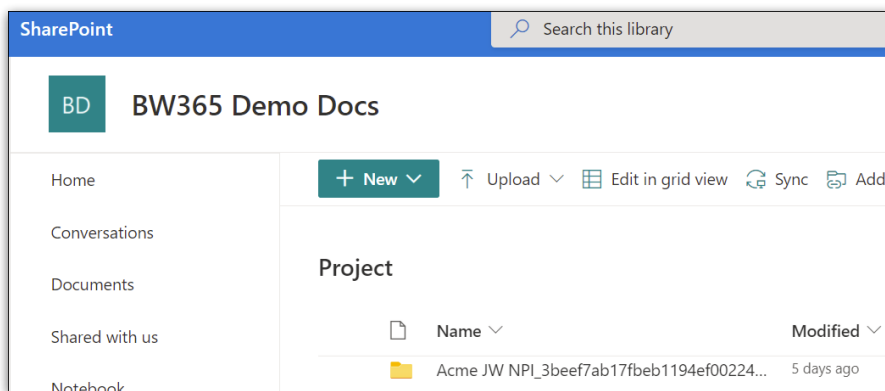 SharePoint
Search this library
BD
BW365 Demo Docs
Home
New
Upload
Edit in grid view
Sync
Add
Conversations
Documents
Shared with us
Notebook
Project
Name
Modified
Acme JW NPI_3beef7ab17fbeb1194ef00224...
5 days ago